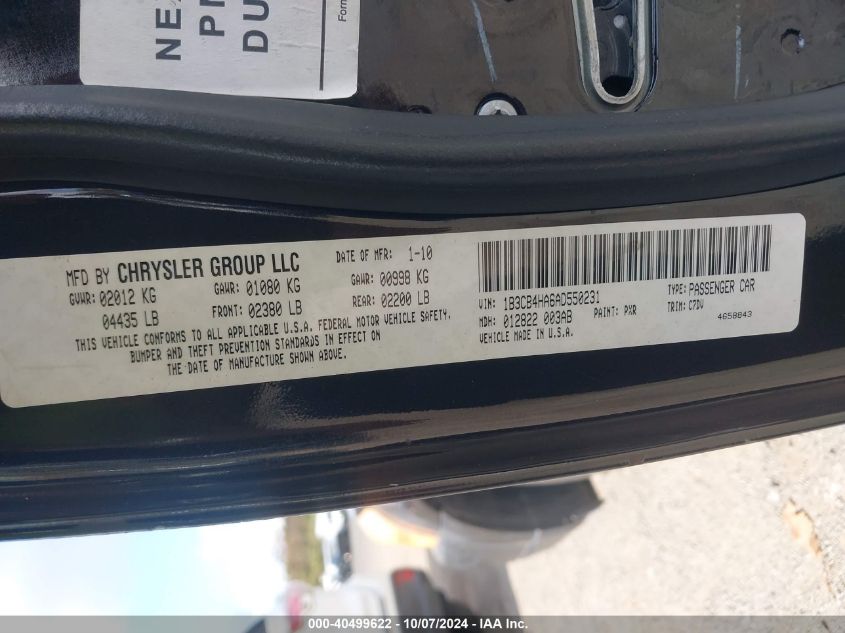 NE
PR
DU
Form
MFD BY CHRYSLER GROUP LLC
DATE OF MFR: 1-10
GVWR: 02012 KG
GAWR: 01080 KG
GAWR: 00998 KG
04435 LB
FRONT: 02380 LB
REAR: 02200 LB
THIS VEHICLE CONFORMS TO ALL APPLICABLE U.S.A. FEDERAL MOTOR VEHICLE SAFETY,
BUMPER AND THEFT PREVENTION STANDARDS IN EFFECT ON
THE DATE OF MANUFACTURE SHOWN ABOVE.
VIN: 1B3CB4HA6AD550231
TYPE: PASSENGER CAR
MDH: 012822 003AB
PAINT: PXR
TRIM: C7DV
VEHICLE MADE IN U.S.A.
4658843
000-40499622 - 10/07/2024 - IAA Inc.